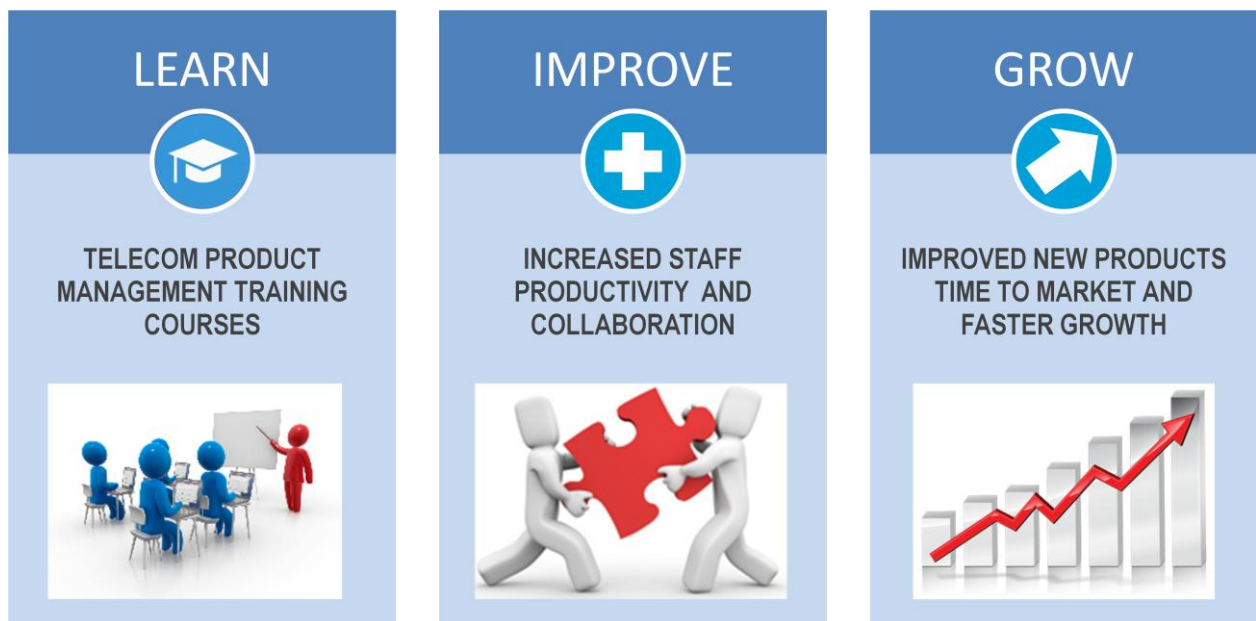 LEARN
TELECOM PRODUCT
MANAGEMENT TRAINING
COURSES
IMPROVE
INCREASED STAFF
PRODUCTIVITY AND
COLLABORATION
GROW
IMPROVED NEW PRODUCTS
TIME TO MARKET AND
FASTER GROWTH